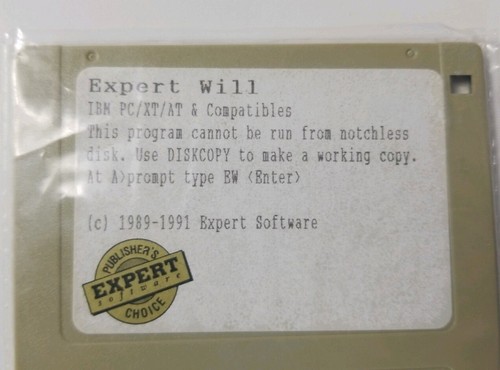 Expert Will
IBM PC/XT/AT & Compatibles
This program cannot be run from notchless
disk. Use DISKCOPY to make a working copy.
At A>prompt type EW <Enter>
(c) 1989-1991 Expert Software
PUBLISHER'S
EXPERT
software
CHOICE